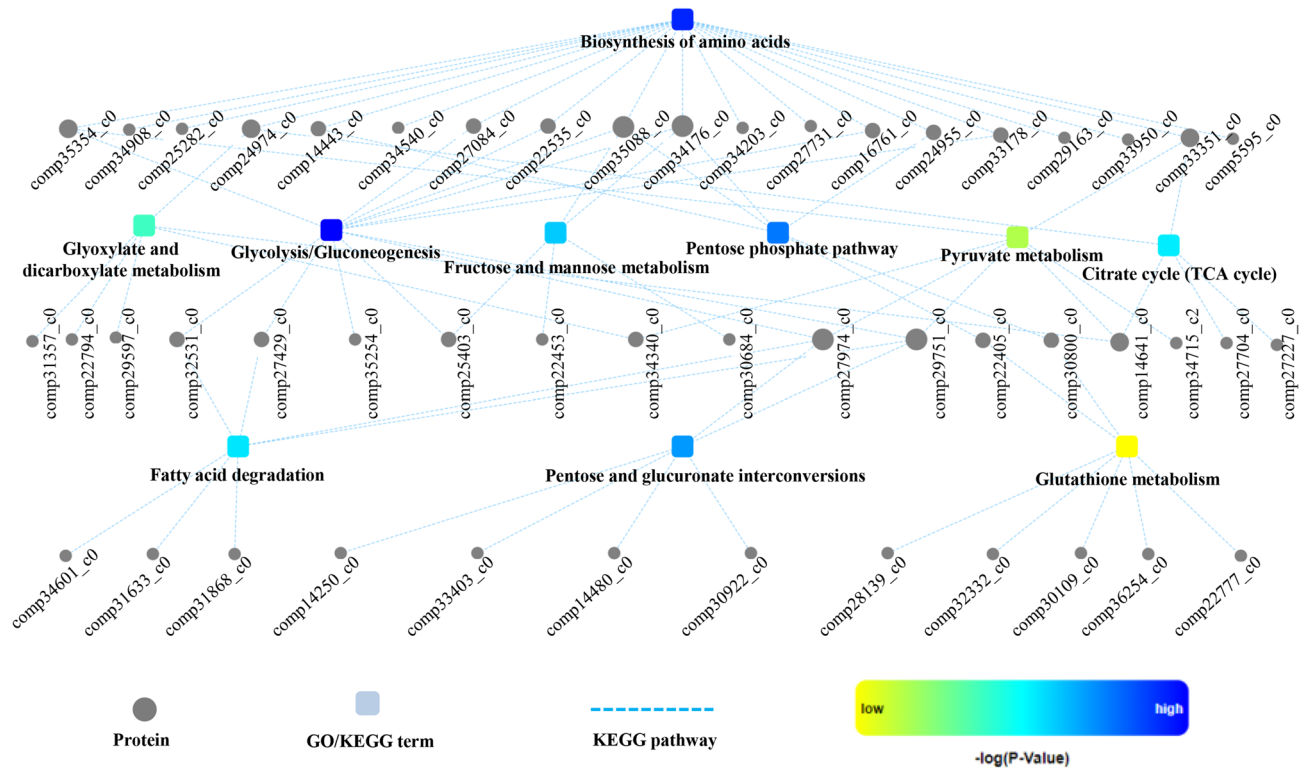 Biosynthesis of amino acids
comp35354_c0
comp34908_c0
comp25282_c0
comp24974_c0
comp14443_c0
comp34540_c0
comp27084_c0
comp22535_c0
comp35088_c0
comp34176_c0
comp34203_c0
comp27731_c0
comp16761_c0
comp24955_c0
comp33178_c0
comp29163_c0
comp33950_c0
comp33351_c0
comp5595_c0
Glyoxylate and
dicarboxylate metabolism
Glycolysis/Gluconeogenesis
Fructose and mannose metabolism
Pentose phosphate pathway
Pyruvate metabolism
Citrate cycle (TCA cycle)
comp31357_c0
comp22794_c0
comp29597_c0
comp32531_c0
comp27429_c0
comp35254_c0
comp25403_c0
comp22453_c0
comp34340_c0
comp30684_c0
comp27974_c0
comp29751_c0
comp22405_c0
comp30800_c0
comp14641_c0
comp34715_c2
comp27704_c0
comp27227_c0
Fatty acid degradation
Pentose and glucuronate interconversions
Glutathione metabolism
comp34601_c0
comp31633_c0
comp31868_c0
comp14250_c0
comp33403_c0
comp14480_c0
comp30922_c0
comp28139_c0
comp32332_c0
comp30109_c0
comp36254_c0
comp22777_c0
Protein
GO/KEGG term
KEGG pathway
low
high
-log(P-Value)